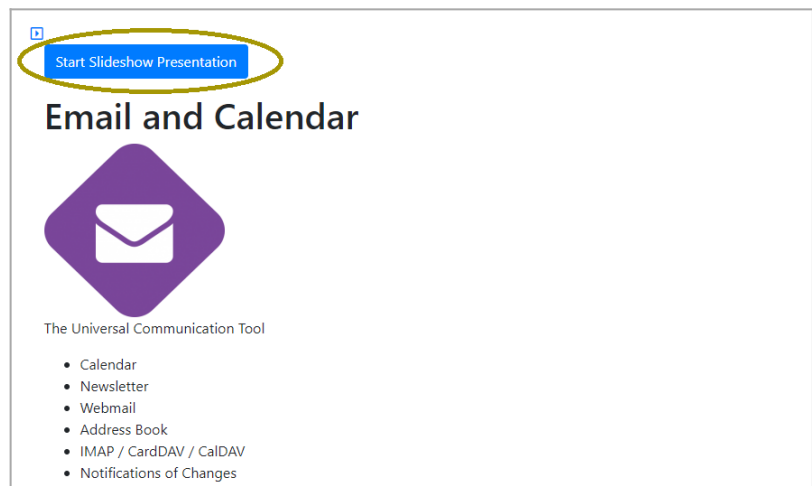 Start Slideshow Presentation
Email and Calendar
The Universal Communication Tool
Calendar
Newsletter
Webmail
Address Book
IMAP / CardDAV / CalDAV
Notifications of Changes